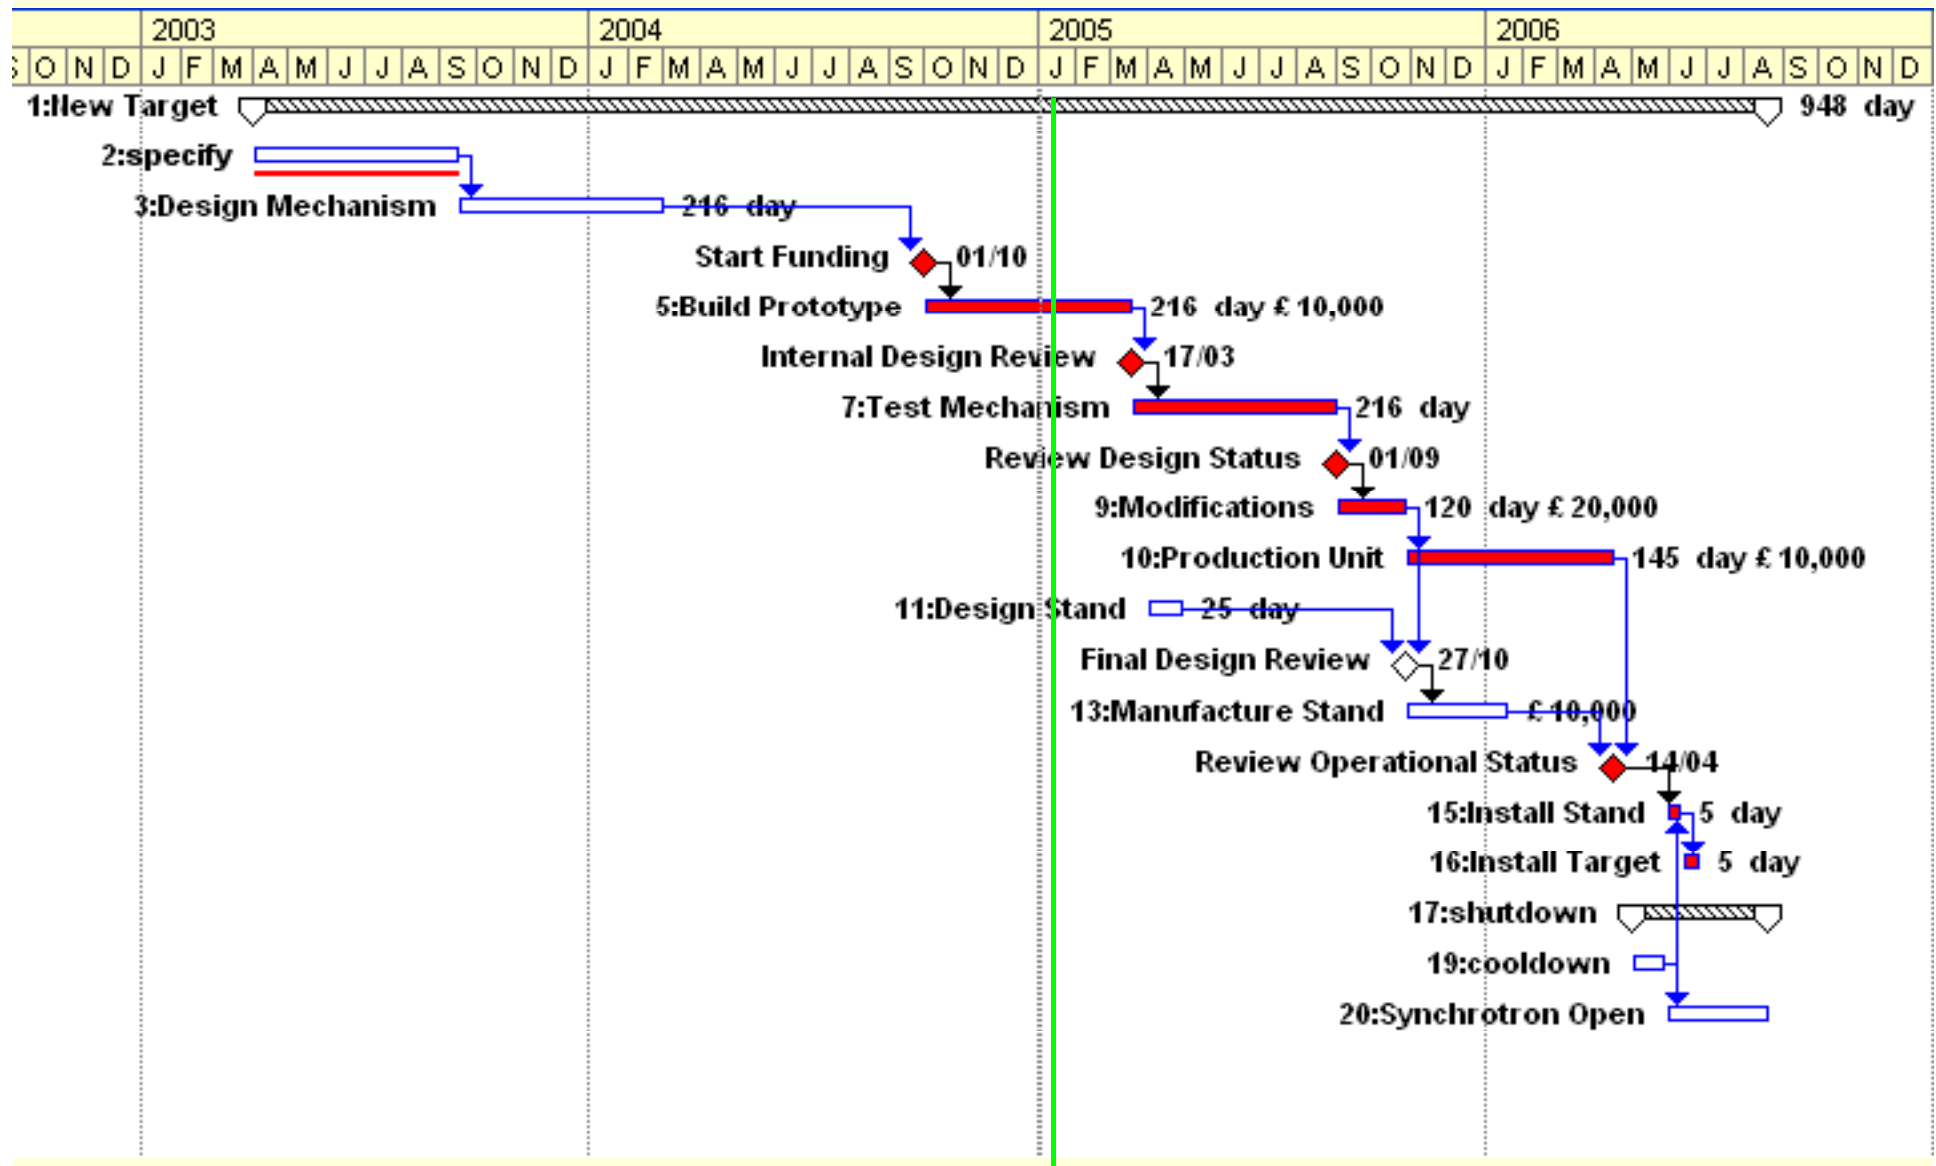 2003 2004 2005 2006
S O N D J F M A M J J A S O N D J F M A M J J A S O N D J F M A M J J A S O N D J F M A M J J A S O N D
1:New Target 948 day
2:specify
3:Design Mechanism 216 day
Start Funding 01/10
5:Build Prototype 216 day £ 10,000
Internal Design Review 17/03
7:Test Mechanism 216 day
Review Design Status 01/09
9:Modifications 120 day £ 20,000
10:Production Unit 145 day £ 10,000
11:Design Stand 25 day
Final Design Review 27/10
13:Manufacture Stand £ 10,000
Review Operational Status 14/04
15:Install Stand 5 day
16:Install Target 5 day
17:shutdown
19:cooldown
20:Synchrotron Open